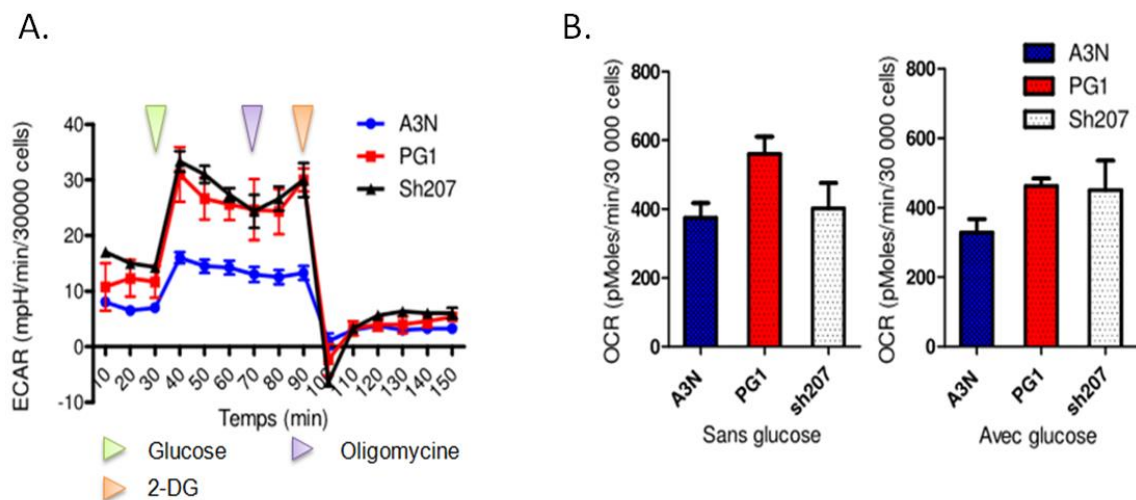 A.
ECAR (mpH/min/30000 cells)
40
30
20
10
0
-10
A3N
PG1
Sh207
10 20 30 40 50 60 70 80 90 100 110 120 130 140 150
Temps (min)
Glucose
Oligomycine
2-DG
B.
OCR (pMoles/min/30 000 cells)
800
600
400
200
0
A3N PG1 sh207
Sans glucose
A3N
PG1
Sh207
OCR (pMoles/min/30 000 cells)
800
600
400
200
0
A3N PG1 sh207
Avec glucose